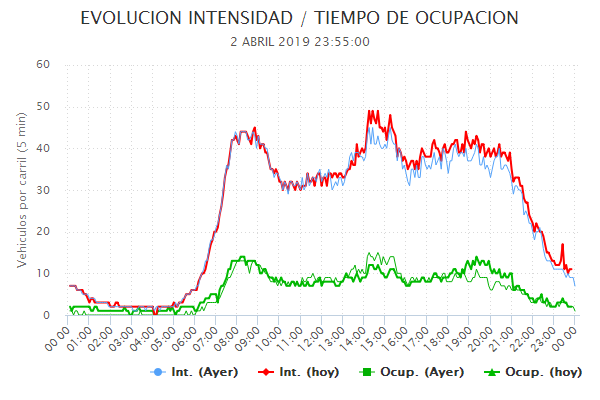 EVOLUCION INTENSIDAD / TIEMPO DE OCUPACION
2 ABRIL 2019 23:55:00
Vehiculos por carril (5 min)
60
50
40
30
20
10
0
00:00 01:00 02:00 03:00 04:00 05:00 06:00 07:00 08:00 09:00 10:00 11:00 12:00 13:00 14:00 15:00 16:00 17:00 18:00 19:00 20:00 21:00 22:00 23:00 00:00
Int. (Ayer) Int. (hoy) Ocup. (Ayer) Ocup. (hoy)